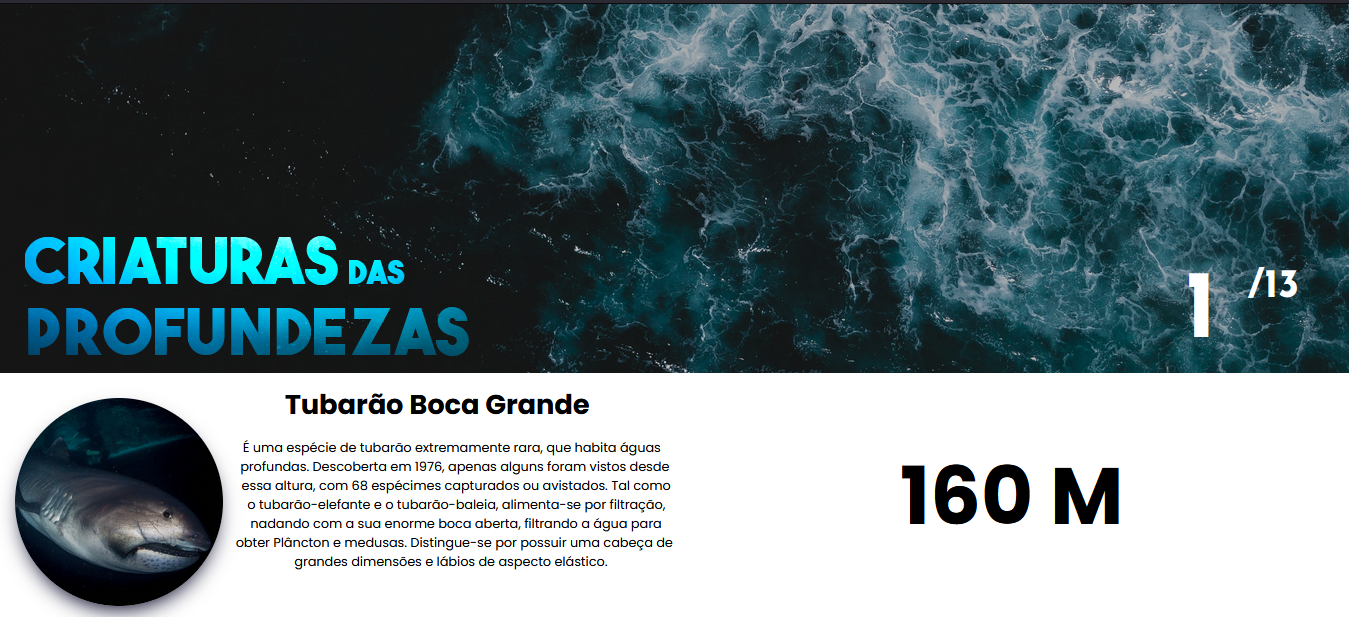 CRIATURAS DAS
PROFUNDEZAS
1 /13
Tubarão Boca Grande
É uma espécie de tubarão extremamente rara, que habita águas
profundas. Descoberta em 1976, apenas alguns foram vistos desde
essa altura, com 68 espécimes capturados ou avistados. Tal como
o tubarão-elefante e o tubarão-baleia, alimenta-se por filtração,
nadando com a sua enorme boca aberta, filtrando a água para
obter Plâncton e medusas. Distingue-se por possuir uma cabeça de
grandes dimensões e lábios de aspecto elástico.
160 M